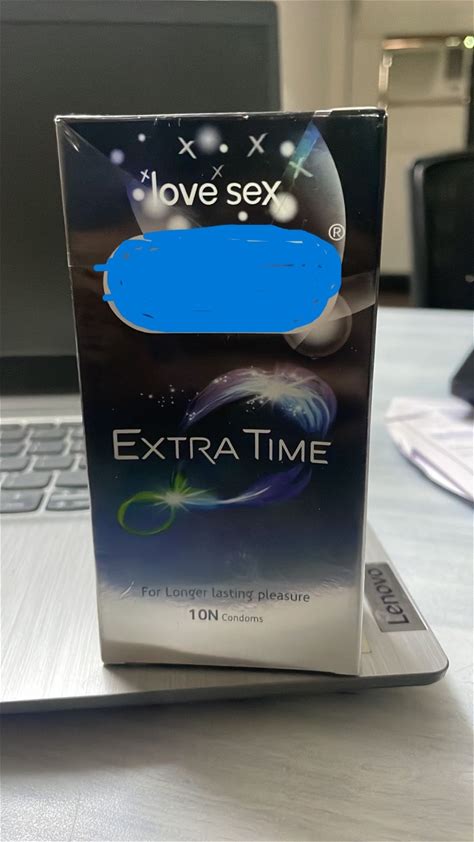 love sex
®
EXTRA TIME
For Longer lasting pleasure
10N Condoms
Lenovo